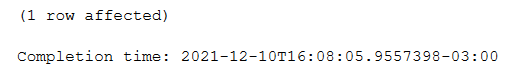 (1 row affected)
Completion time: 2021-12-10T16:08:05.9557398-03:00